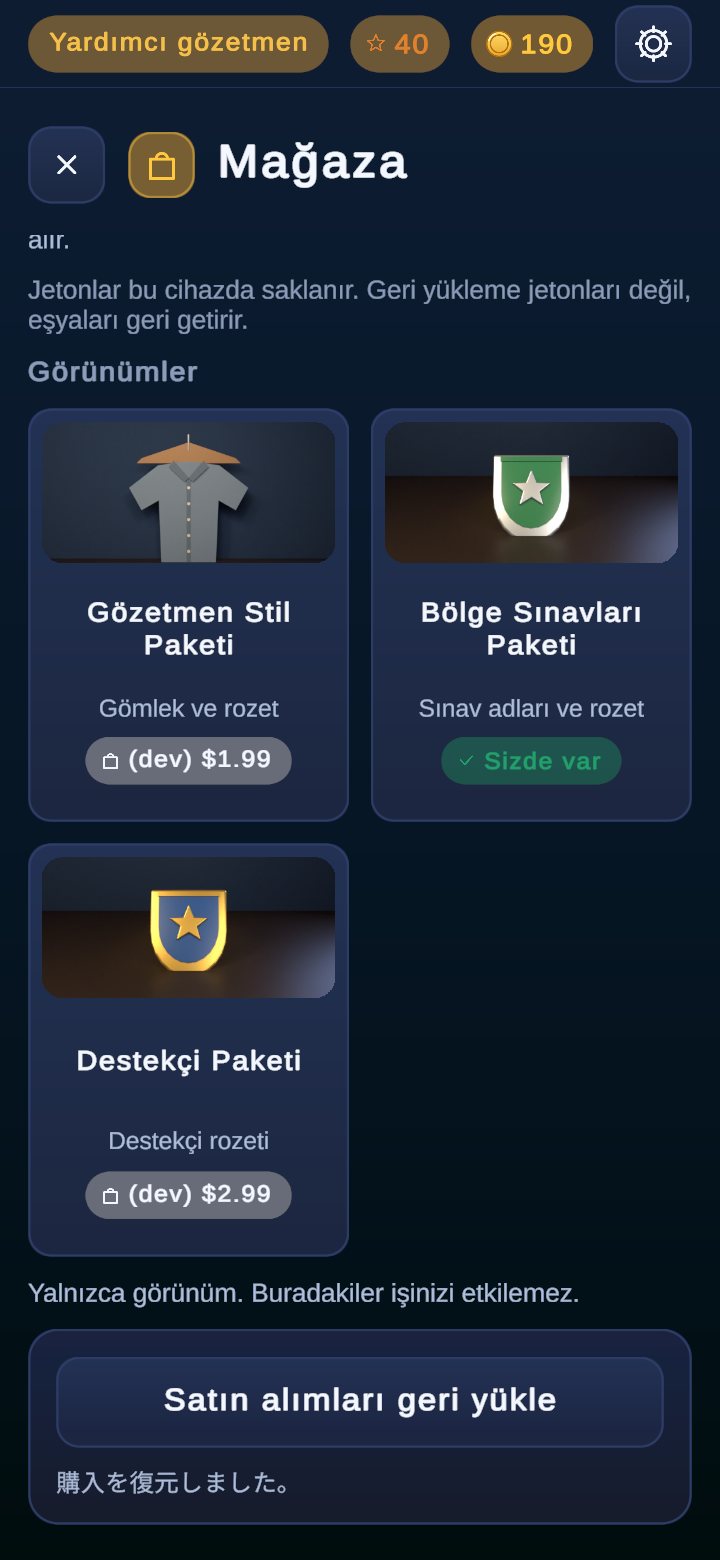 Yardımcı gözetmen
40
190
Mağaza
alır.
Jetonlar bu cihazda saklanır. Geri yükleme jetonları değil,
eşyaları geri getirir.
Görünümler
Gözetmen Stil
Paketi
Gömlek ve rozet
(dev) $1.99
Bölge Sınavları
Paketi
Sınav adları ve rozet
Sizde var
Destekçi Paketi
Destekçi rozeti
(dev) $2.99
Yalnızca görünüm. Buradakiler işinizi etkilemez.
Satın alımları geri yükle
購入を復元しました。